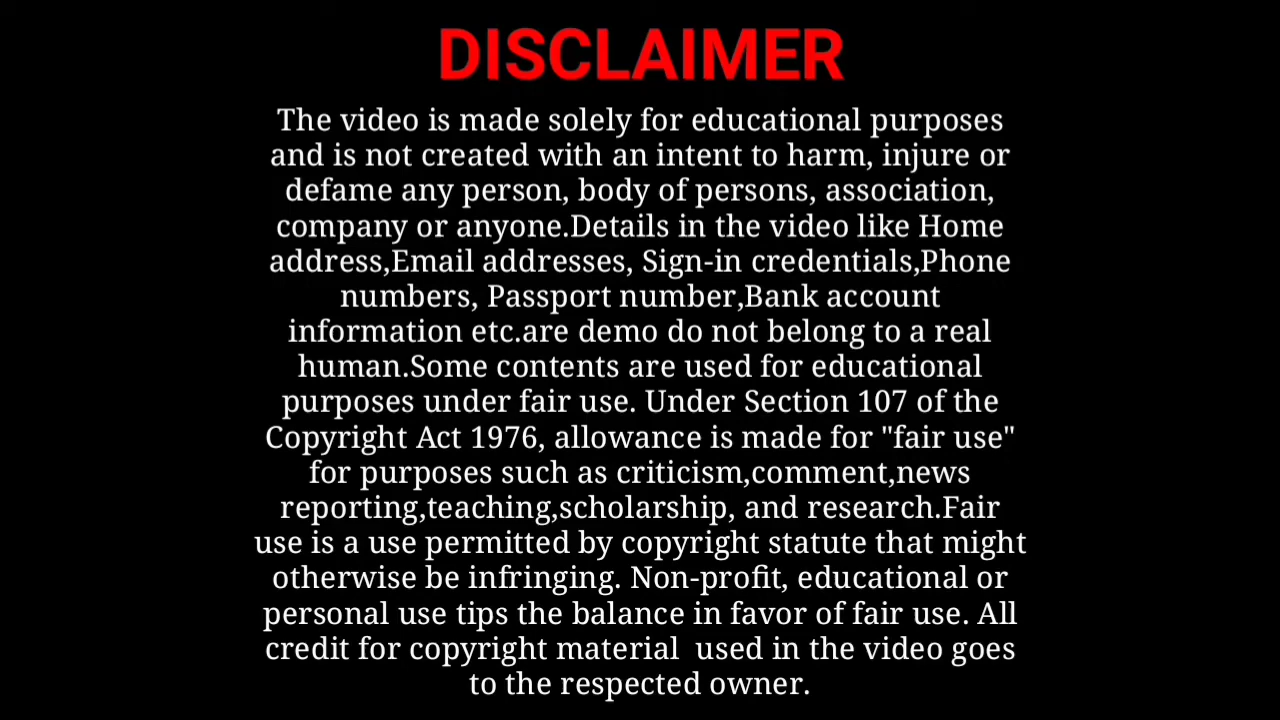 DISCLAIMER
The video is made solely for educational purposes
and is not created with an intent to harm, injure or
defame any person, body of persons, association,
company or anyone.Details in the video like Home
address,Email addresses, Sign-in credentials,Phone
numbers, Passport number,Bank account
information etc.are demo do not belong to a real
human.Some contents are used for educational
purposes under fair use. Under Section 107 of the
Copyright Act 1976, allowance is made for "fair use"
for purposes such as criticism,comment,news
reporting,teaching,scholarship, and research.Fair
use is a use permitted by copyright statute that might
otherwise be infringing. Non-profit, educational or
personal use tips the balance in favor of fair use. All
credit for copyright material  used in the video goes
to the respected owner.